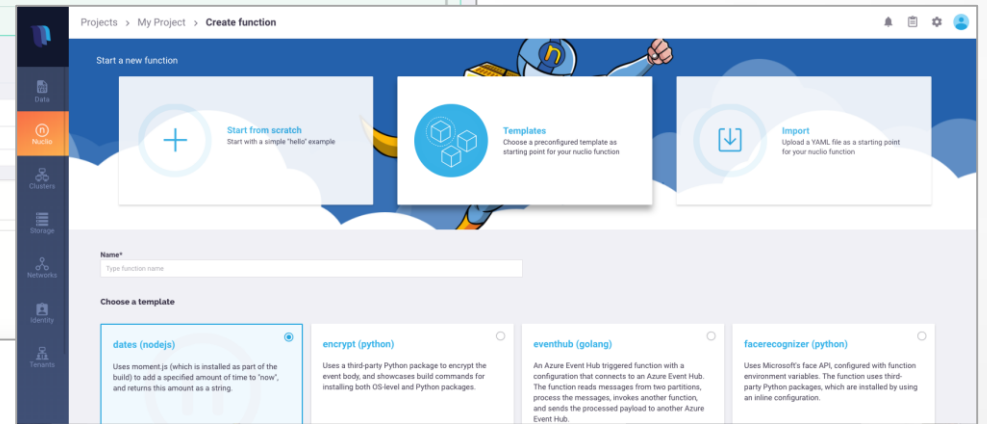 Projects > My Project > Create function
Data
Nuclio
Clusters
Storage
Networks
Identity
Tenants
Start a new function
Start from scratch
Start with a simple "hello" example
Templates
Choose a preconfigured template as
starting point for your nuclio function
Import
Upload a YAML file as a starting point
for your nuclio function
Name*
Type function name
Choose a template
dates (nodejs)
Uses moment.js (which is installed as part of the
build) to add a specified amount of time to "now",
and returns this amount as a string.
encrypt (python)
Uses a third-party Python package to encrypt the
event body, and showcases build commands for
installing both OS-level and Python packages.
eventhub (golang)
An Azure Event Hub triggered function with a
configuration that connects to an Azure Event Hub.
The function reads messages from two partitions,
process the messages, invokes another function,
and sends the processed payload to another Azure
Event Hub.
facerecognizer (python)
Uses Microsoft's face API, configured with function
environment variables. The function uses third-
party Python packages, which are installed by using
an inline configuration.